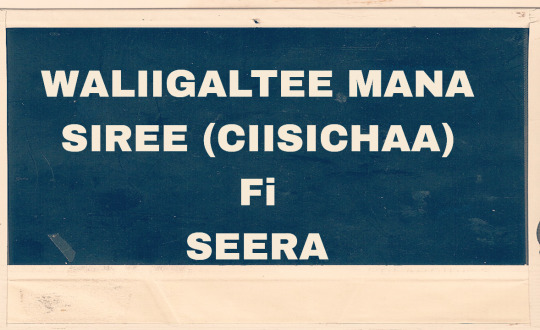 WALIIGALTEE MANA
SIREE (CIISICHAA)
Fi
SEERA